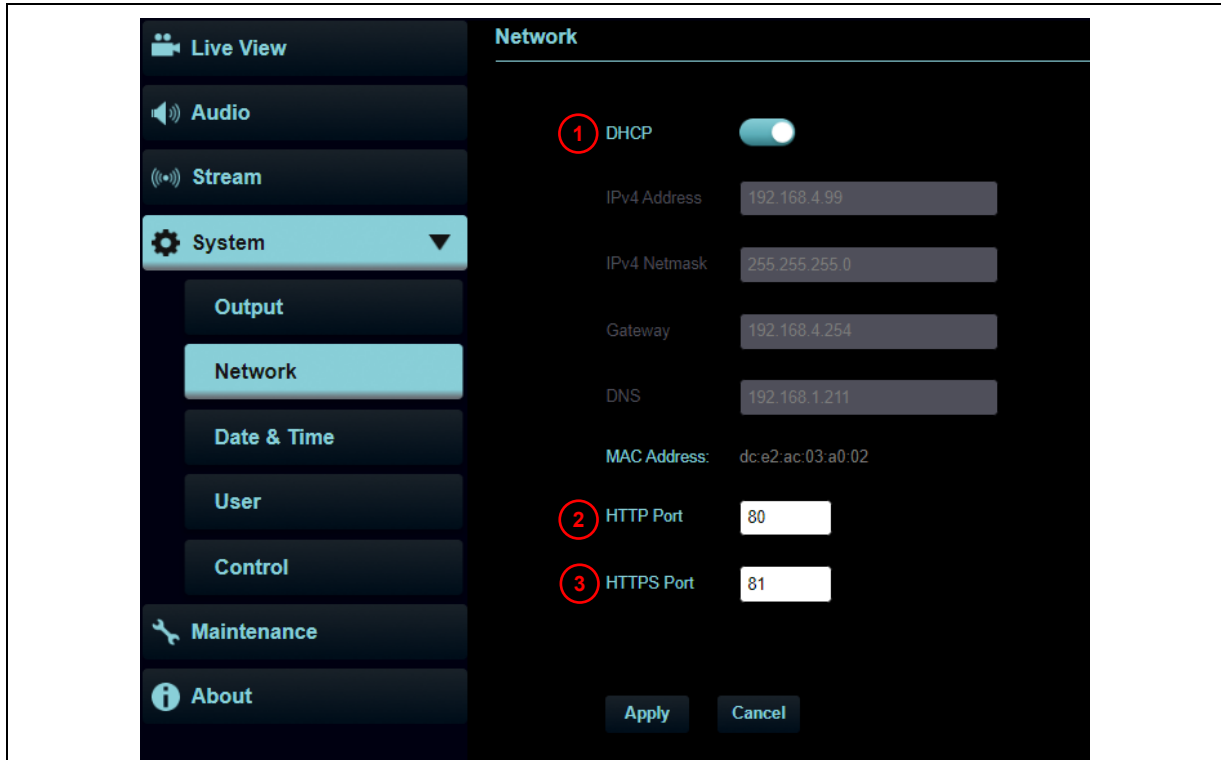 Live View
Audio
Stream
System
Output
Network
Date & Time
User
Control
Maintenance
About
Network
1 DHCP
IPv4 Address 192.168.4.99
IPv4 Netmask 255.255.255.0
Gateway 192.168.4.254
DNS 192.168.1.211
MAC Address: dc:e2:ac:03:a0:02
2 HTTP Port 80
3 HTTPS Port 81
Apply Cancel